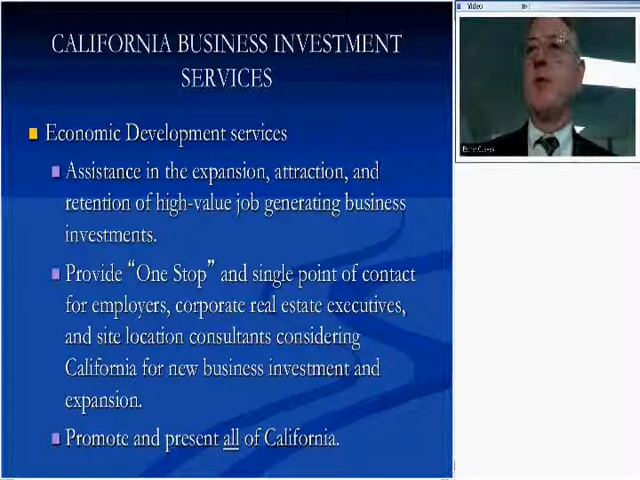 CALIFORNIA BUSINESS INVESTMENT
SERVICES
Economic Development services
Assistance in the expansion, attraction, and
retention of high-value job generating business
investments.
Provide “One Stop” and single point of contact
for employers, corporate real estate executives,
and site location consultants considering
California for new business investment and
expansion.
Promote and present all of California.
Video